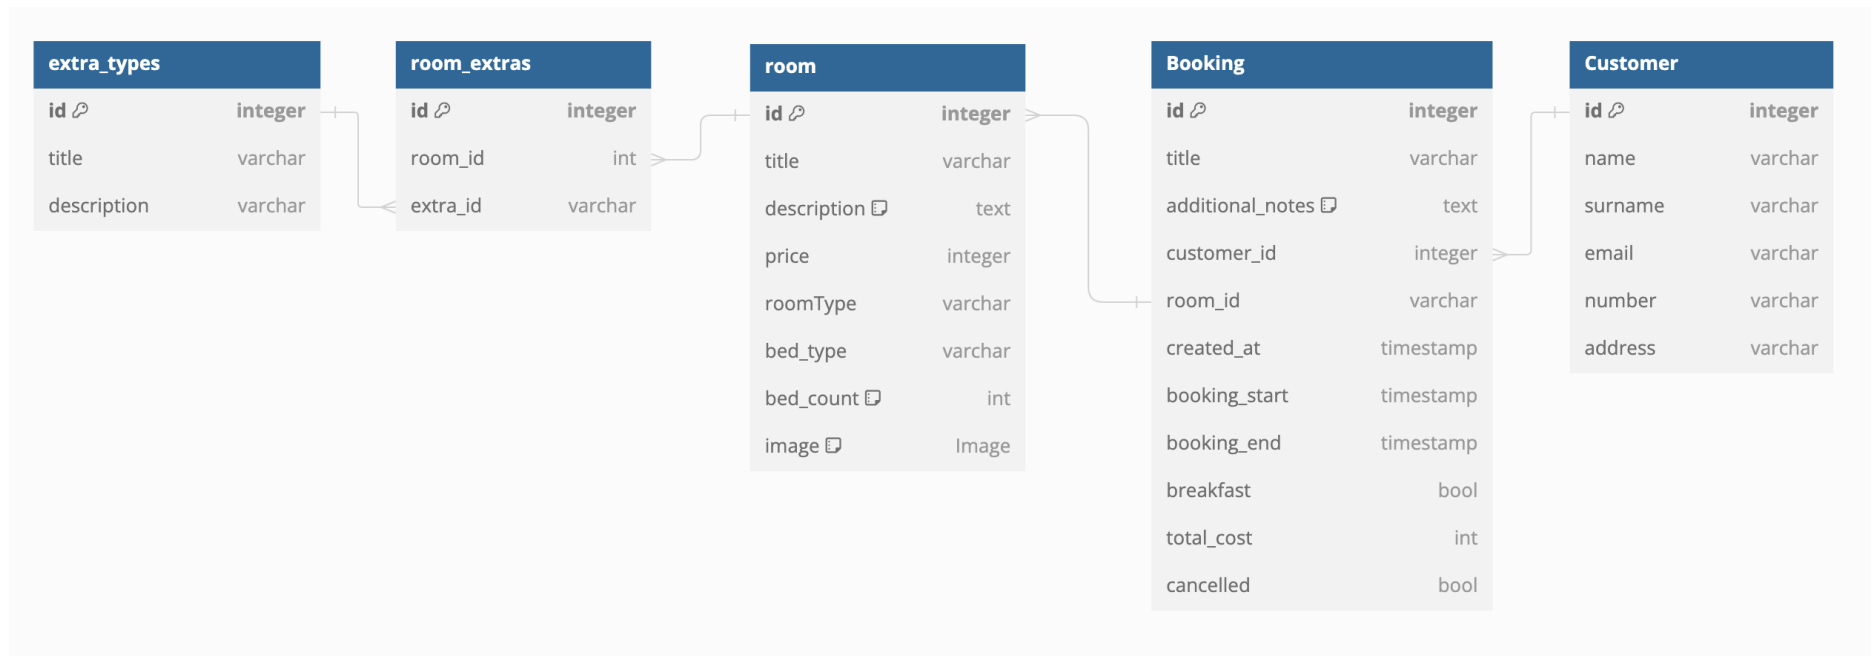 extra_types
id integer
title varchar
description varchar
room_extras
id integer
room_id int
extra_id varchar
room
id integer
title varchar
description text
price integer
roomType varchar
bed_type varchar
bed_count int
image Image
Booking
id integer
title varchar
additional_notes text
customer_id integer
room_id varchar
created_at timestamp
booking_start timestamp
booking_end timestamp
breakfast bool
total_cost int
cancelled bool
Customer
id integer
name varchar
surname varchar
email varchar
number varchar
address varchar